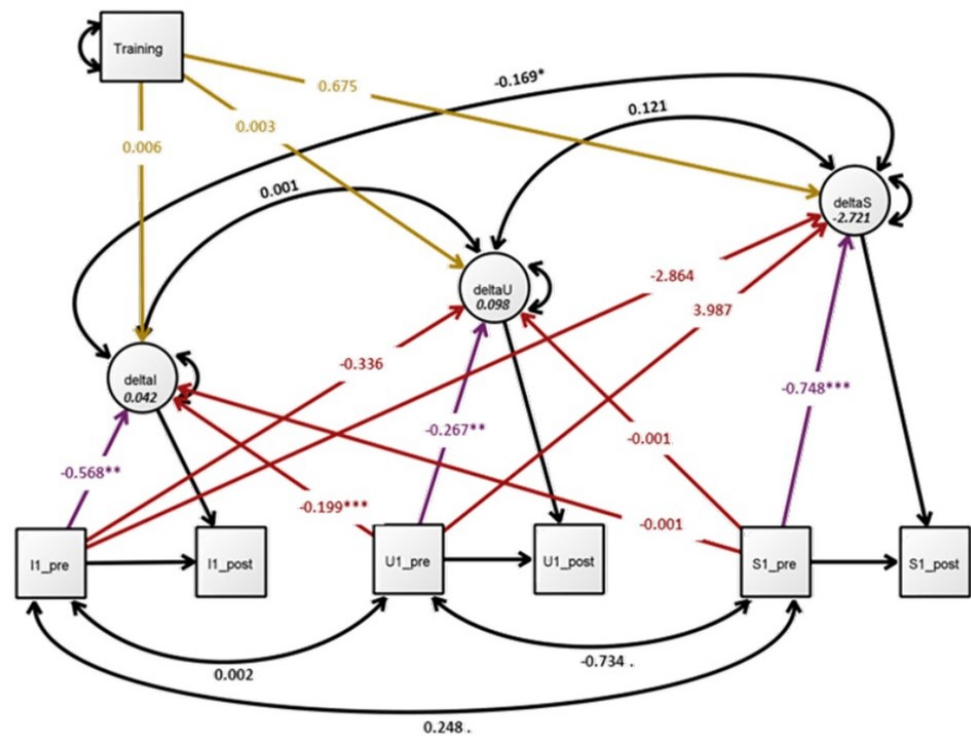 Training
-0.169*
0.675
0.121
0.003
0.006
0.001
deltaS
-2.721
-2.864
deltaU
0.098
3.987
-0.336
deltaI
0.042
-0.748***
-0.267**
-0.001
-0.568**
-0.199***
-0.001
I1_pre
I1_post
U1_pre
U1_post
S1_pre
S1_post
0.002
-0.734 .
0.248 .